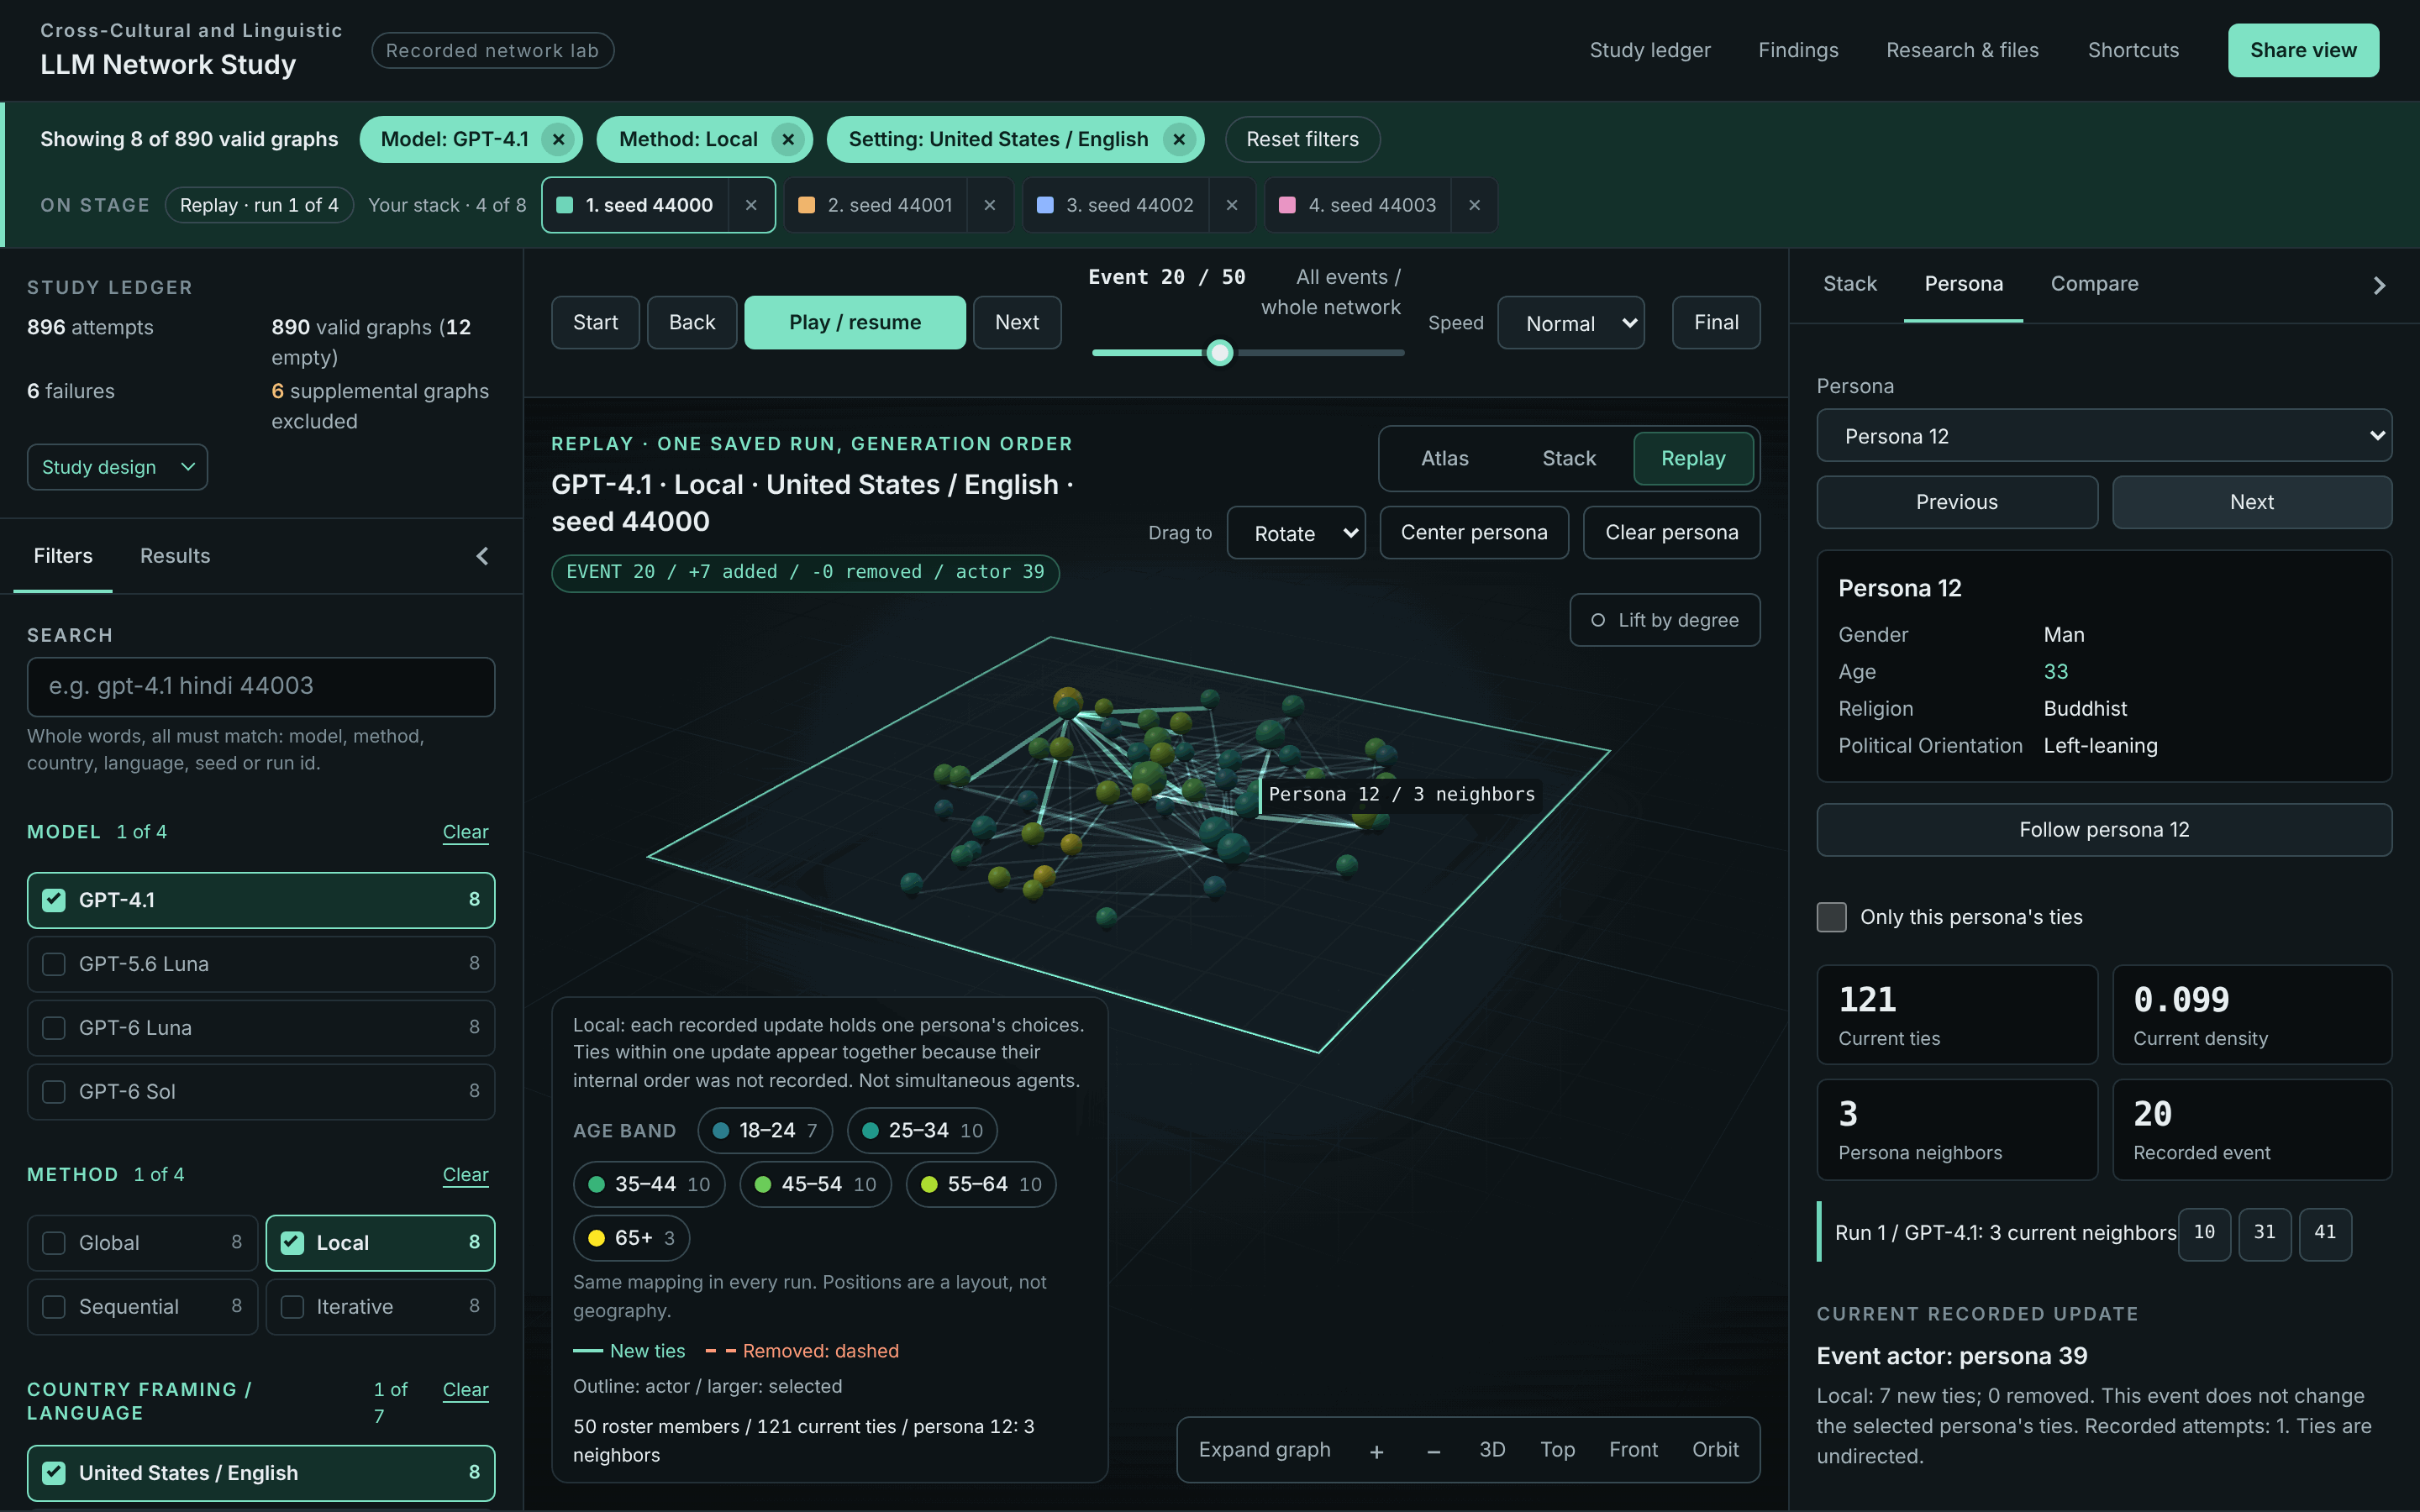 Cross-Cultural and Linguistic
LLM Network Study
Recorded network lab
Study ledger
Findings
Research & files
Shortcuts
Share view
Showing 8 of 890 valid graphs
Model: GPT-4.1 ×
Method: Local ×
Setting: United States / English ×
Reset filters
ON STAGE
Replay · run 1 of 4
Your stack · 4 of 8
1. seed 44000 ×
2. seed 44001 ×
3. seed 44002 ×
4. seed 44003 ×
STUDY LEDGER
896 attempts
890 valid graphs (12
empty)
6 failures
6 supplemental graphs
excluded
Study design
Filters
Results
SEARCH
e.g. gpt-4.1 hindi 44003
Whole words, all must match: model, method,
country, language, seed or run id.
MODEL 1 of 4 Clear
GPT-4.1 8
GPT-5.6 Luna 8
GPT-6 Luna 8
GPT-6 Sol 8
METHOD 1 of 4 Clear
Global 8
Local 8
Sequential 8
Iterative 8
COUNTRY FRAMING /
LANGUAGE
1 of
7
Clear
United States / English 8
Start
Back
Play / resume
Next
Event 20 / 50
All events /
whole network
Speed
Normal
Final
REPLAY · ONE SAVED RUN, GENERATION ORDER
GPT-4.1 · Local · United States / English ·
seed 44000
EVENT 20 / +7 added / -0 removed / actor 39
Atlas
Stack
Replay
Drag to
Rotate
Center persona
Clear persona
Lift by degree
Persona 12 / 3 neighbors
Local: each recorded update holds one persona's choices.
Ties within one update appear together because their
internal order was not recorded. Not simultaneous agents.
AGE BAND
18–24 7
25–34 10
35–44 10
45–54 10
55–64 10
65+ 3
Same mapping in every run. Positions are a layout, not
geography.
New ties
Removed: dashed
Outline: actor / larger: selected
50 roster members / 121 current ties / persona 12: 3
neighbors
Expand graph
+
−
3D
Top
Front
Orbit
Stack
Persona
Compare
Persona
Persona 12
Previous
Next
Persona 12
Gender Man
Age 33
Religion Buddhist
Political Orientation Left-leaning
Follow persona 12
Only this persona's ties
121
Current ties
0.099
Current density
3
Persona neighbors
20
Recorded event
Run 1 / GPT-4.1: 3 current neighbors
10
31
41
CURRENT RECORDED UPDATE
Event actor: persona 39
Local: 7 new ties; 0 removed. This event does not change
the selected persona's ties. Recorded attempts: 1. Ties are
undirected.